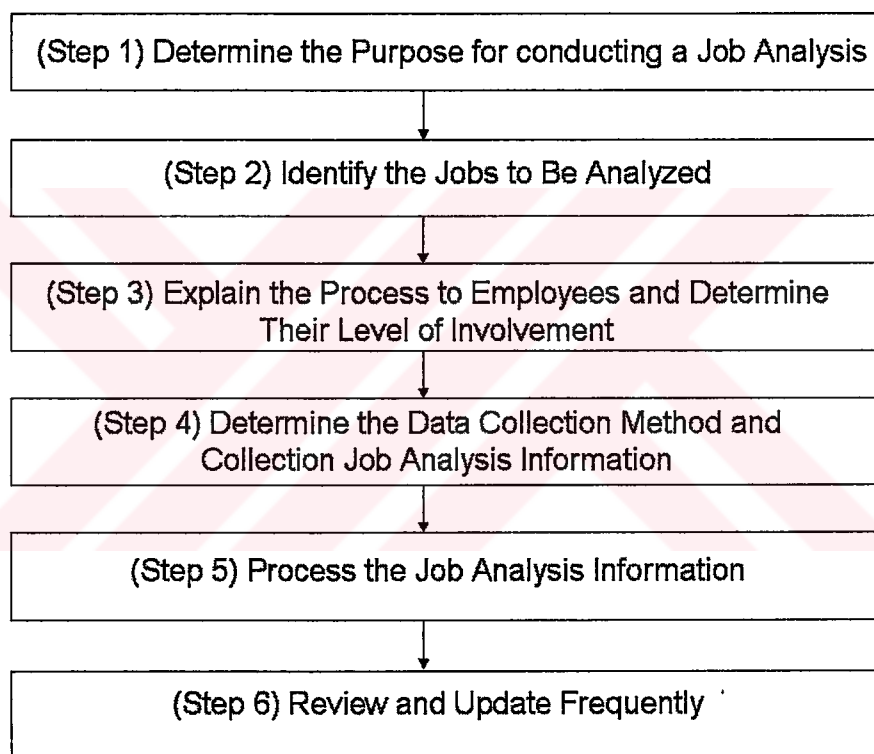 (Step 1) Determine the Purpose for conducting a Job Analysis
(Step 2) Identify the Jobs to Be Analyzed
(Step 3) Explain the Process to Employees and Determine
Their Level of Involvement
(Step 4) Determine the Data Collection Method and
Collection Job Analysis Information
(Step 5) Process the Job Analysis Information
(Step 6) Review and Update Frequently